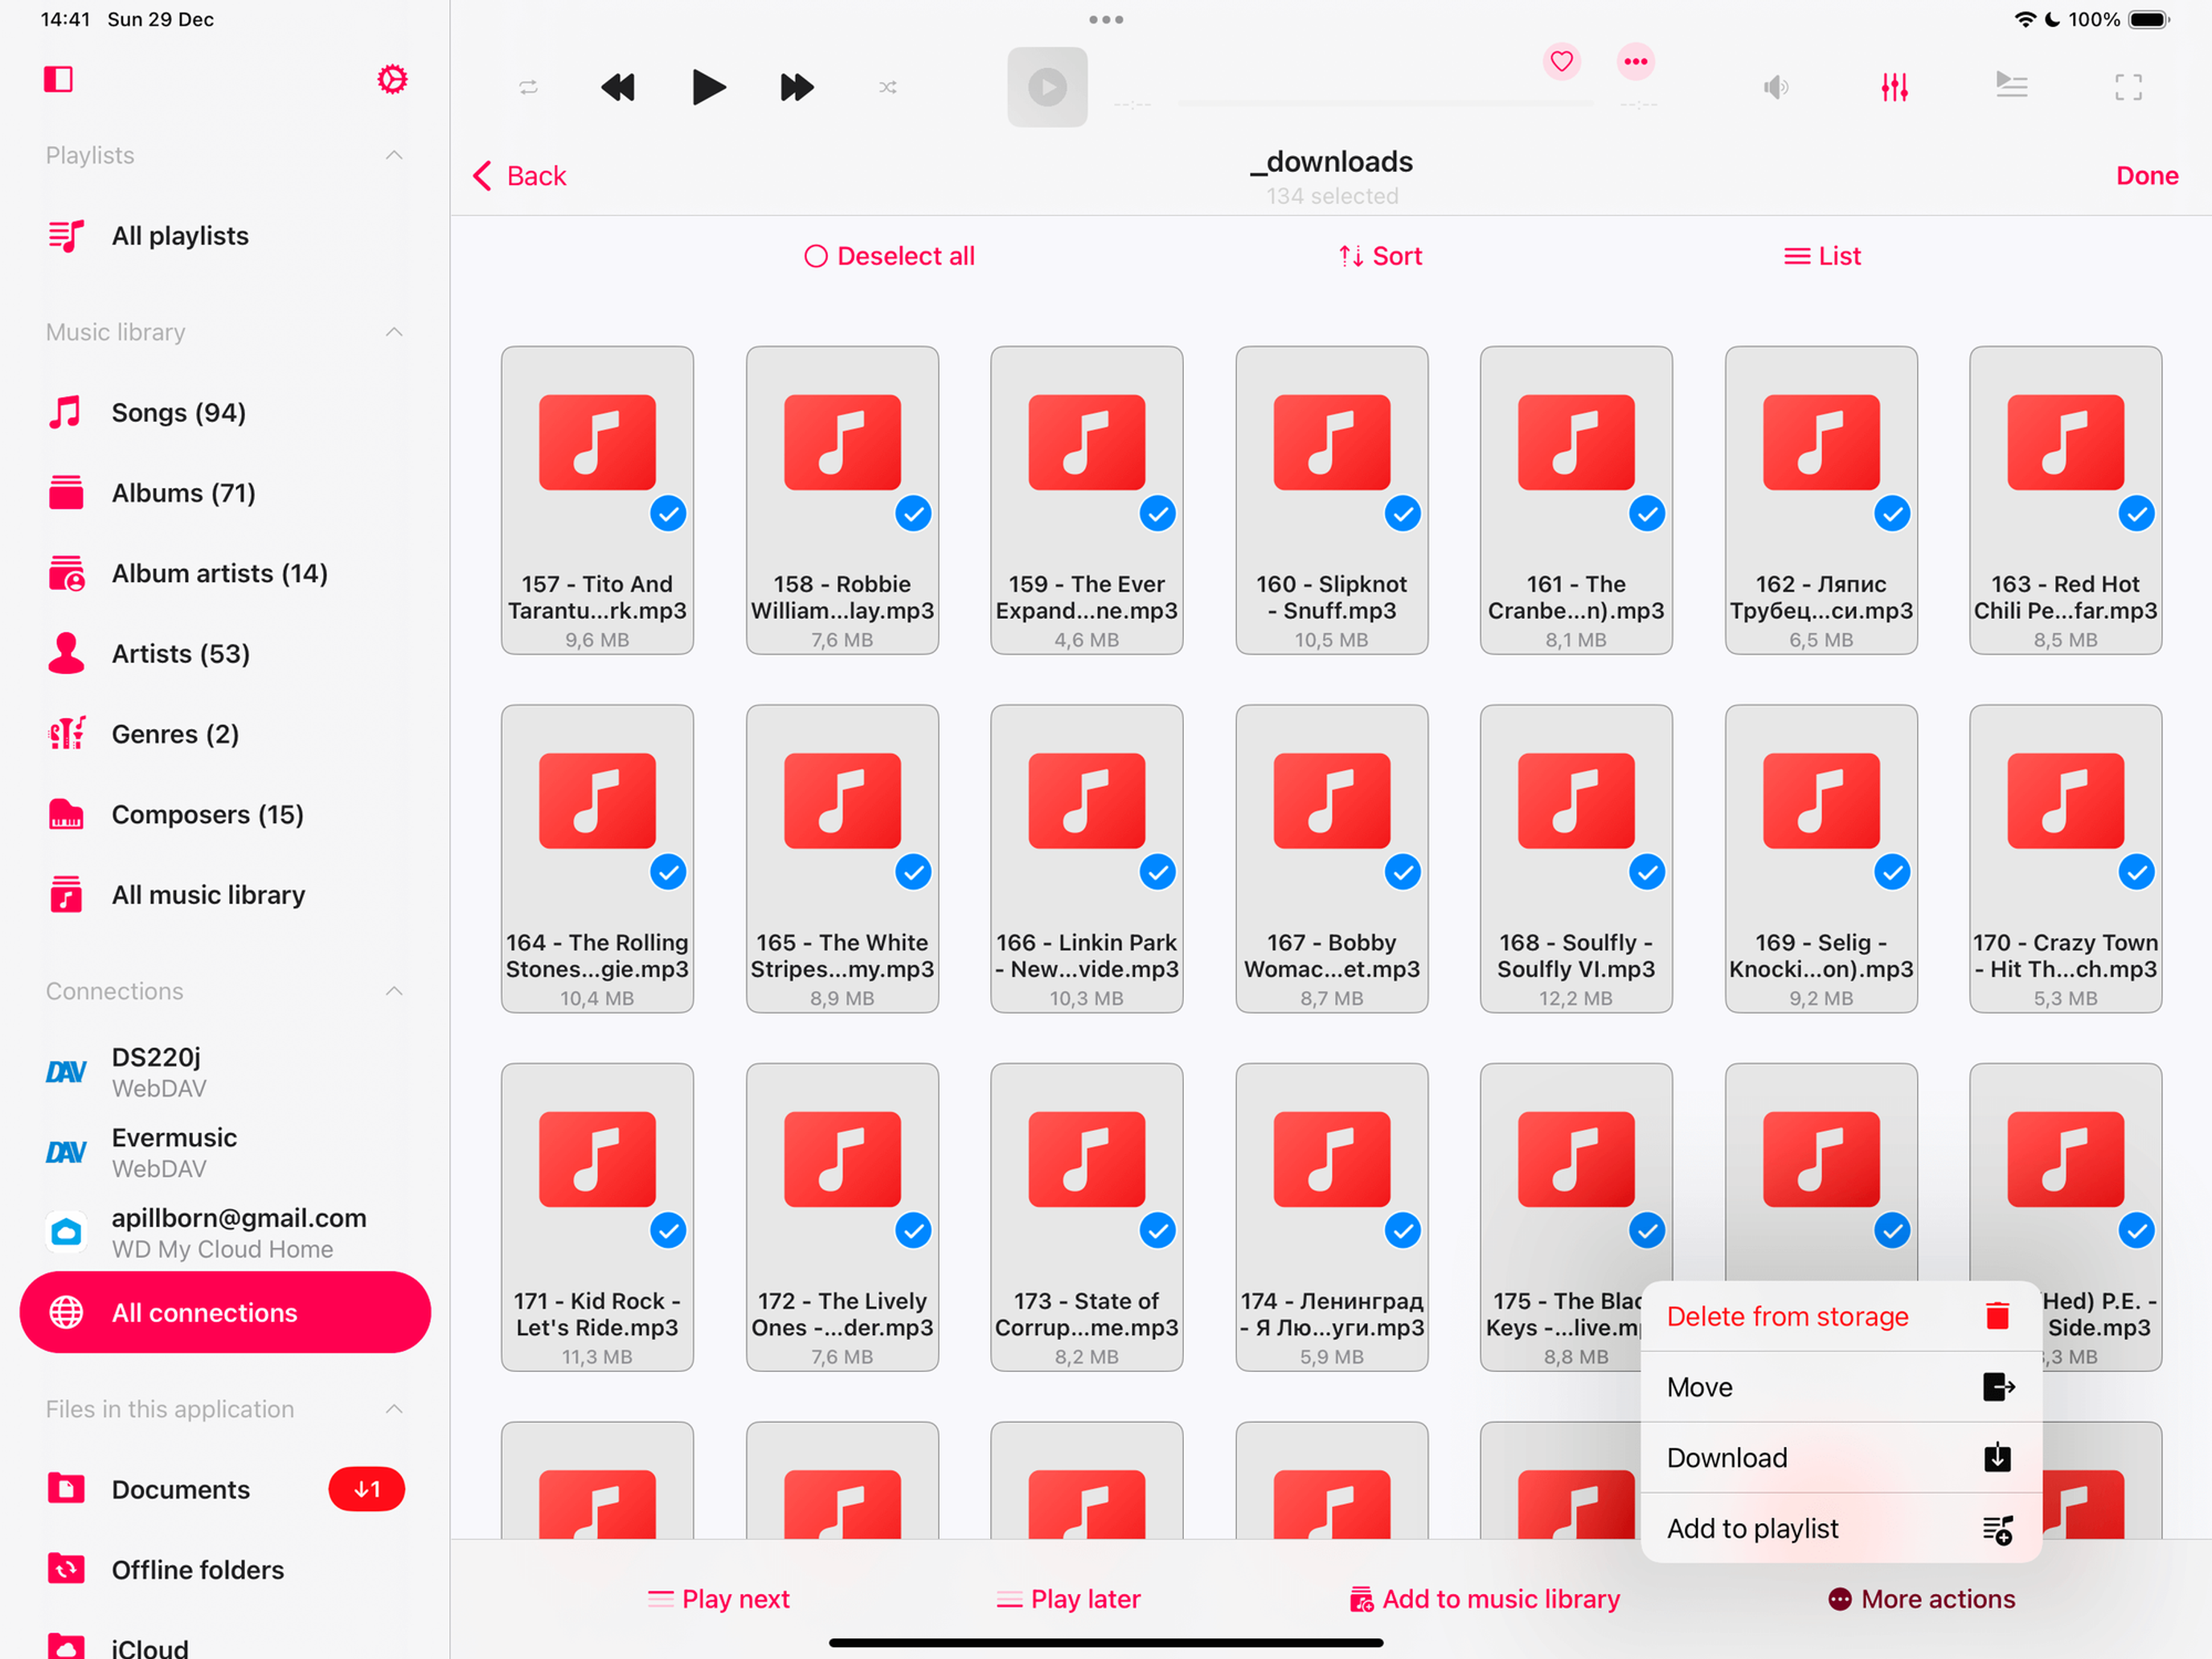 14:41 Sun 29 Dec
100%
Playlists
All playlists
Music library
Songs (94)
Albums (71)
Album artists (14)
Artists (53)
Genres (2)
Composers (15)
All music library
Connections
DAV
DS220j
WebDAV
DAV
Evermusic
WebDAV
apillborn@gmail.com
WD My Cloud Home
All connections
Files in this application
Documents
1
Offline folders
iCloud
--:--
--:--
Back
_downloads
134 selected
Done
Deselect all
Sort
List
157 - Tito And
Tarantu...rk.mp3
9,6 MB
158 - Robbie
William...lay.mp3
7,6 MB
159 - The Ever
Expand...ne.mp3
4,6 MB
160 - Slipknot
- Snuff.mp3
10,5 MB
161 - The
Cranbe...n).mp3
8,1 MB
162 - Ляпис
Трубец...си.mp3
6,5 MB
163 - Red Hot
Chili Pe...far.mp3
8,5 MB
164 - The Rolling
Stones...gie.mp3
10,4 MB
165 - The White
Stripes...my.mp3
8,9 MB
166 - Linkin Park
- New...vide.mp3
10,3 MB
167 - Bobby
Womac...et.mp3
8,7 MB
168 - Soulfly -
Soulfly VI.mp3
12,2 MB
169 - Selig -
Knocki...on).mp3
9,2 MB
170 - Crazy Town
- Hit Th...ch.mp3
5,3 MB
171 - Kid Rock -
Let's Ride.mp3
11,3 MB
172 - The Lively
Ones -...der.mp3
7,6 MB
173 - State of
Corrup...me.mp3
8,2 MB
174 - Ленинград
- Я Лю...уги.mp3
5,9 MB
175 - The Blac
Keys -...live.m
8,8 MB
Hed) P.E. -
Side.mp3
,3 MB
Delete from storage
Move
Download
Add to playlist
Play next
Play later
Add to music library
More actions